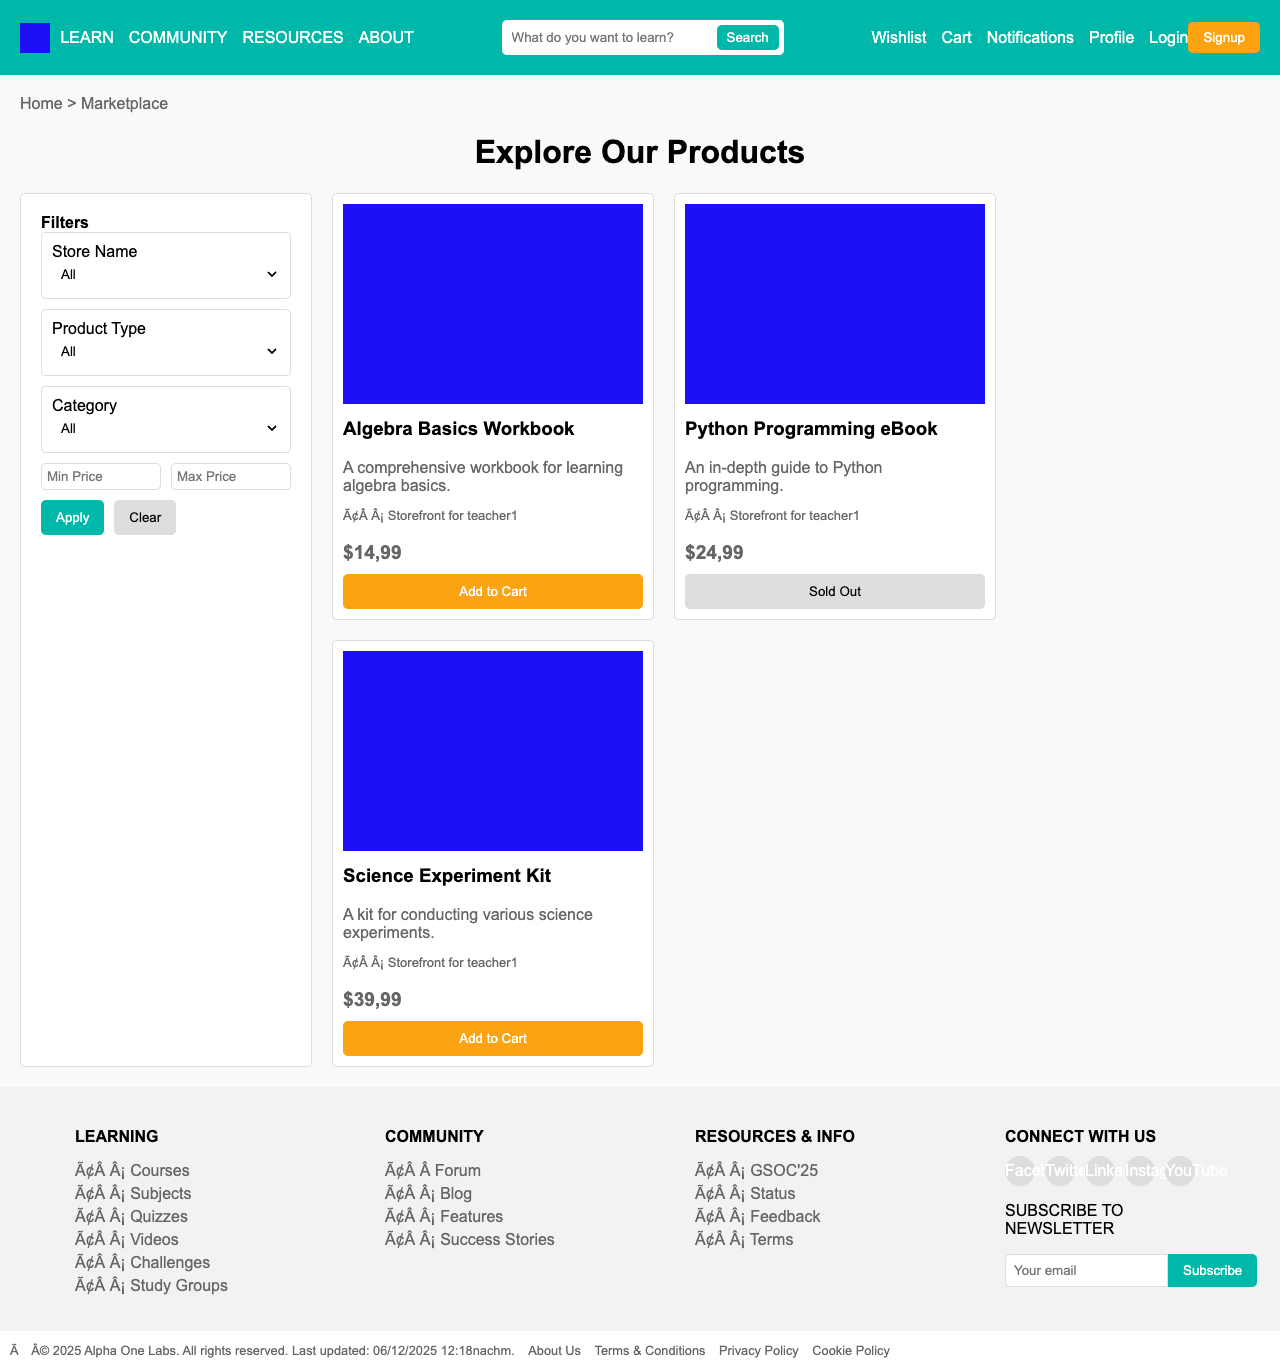 LEARN COMMUNITY RESOURCES ABOUT What do you want to learn? Search Wishlist Cart Notifications Profile Login Signup
Home > Marketplace
Explore Our Products
Filters
Store Name
All
Product Type
All
Category
All
Min Price Max Price
Apply Clear
Algebra Basics Workbook
A comprehensive workbook for learning
algebra basics.
Ã¢Â Â¡ Storefront for teacher1
$14,99
Add to Cart
Python Programming eBook
An in-depth guide to Python
programming.
Ã¢Â Â¡ Storefront for teacher1
$24,99
Sold Out
Science Experiment Kit
A kit for conducting various science
experiments.
Ã¢Â Â¡ Storefront for teacher1
$39,99
Add to Cart
LEARNING
Ã¢Â Â¡ Courses
Ã¢Â Â¡ Subjects
Ã¢Â Â¡ Quizzes
Ã¢Â Â¡ Videos
Ã¢Â Â¡ Challenges
Ã¢Â Â¡ Study Groups
COMMUNITY
Ã¢Â Â Forum
Ã¢Â Â¡ Blog
Ã¢Â Â¡ Features
Ã¢Â Â¡ Success Stories
RESOURCES & INFO
Ã¢Â Â¡ GSOC'25
Ã¢Â Â¡ Status
Ã¢Â Â¡ Feedback
Ã¢Â Â¡ Terms
CONNECT WITH US
YouTube
SUBSCRIBE TO
NEWSLETTER
Your email Subscribe
Ã Â© 2025 Alpha One Labs. All rights reserved. Last updated: 06/12/2025 12:18nachm. About Us Terms & Conditions Privacy Policy Cookie Policy